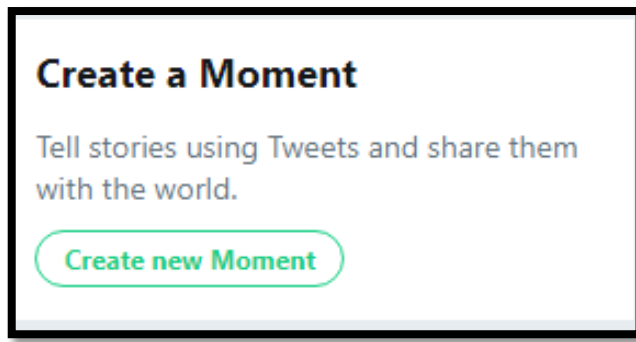 Create a Moment
Tell stories using Tweets and share them
with the world.
Create new Moment